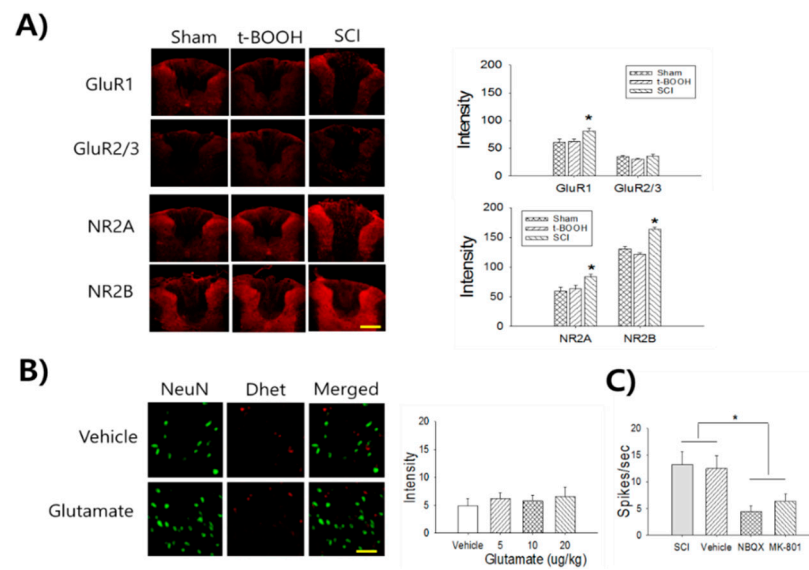 A)
Sham t-BOOH SCI
GluR1
GluR2/3
NR2A
NR2B
200
150
100
50
0
Intensity
Sham
t-BOOH
SCI
*
GluR1 GluR2/3
200
150
100
50
0
Intensity
Sham
t-BOOH
SCI
*
*
NR2A NR2B
B)
NeuN Dhet Merged
Vehicle
Glutamate
20
15
10
5
0
Intensity
Vehicle 5 10 20
Glutamate (ug/kg)
C)
20
15
10
5
0
Spikes/sec
*
SCI Vehicle NBQX MK-801